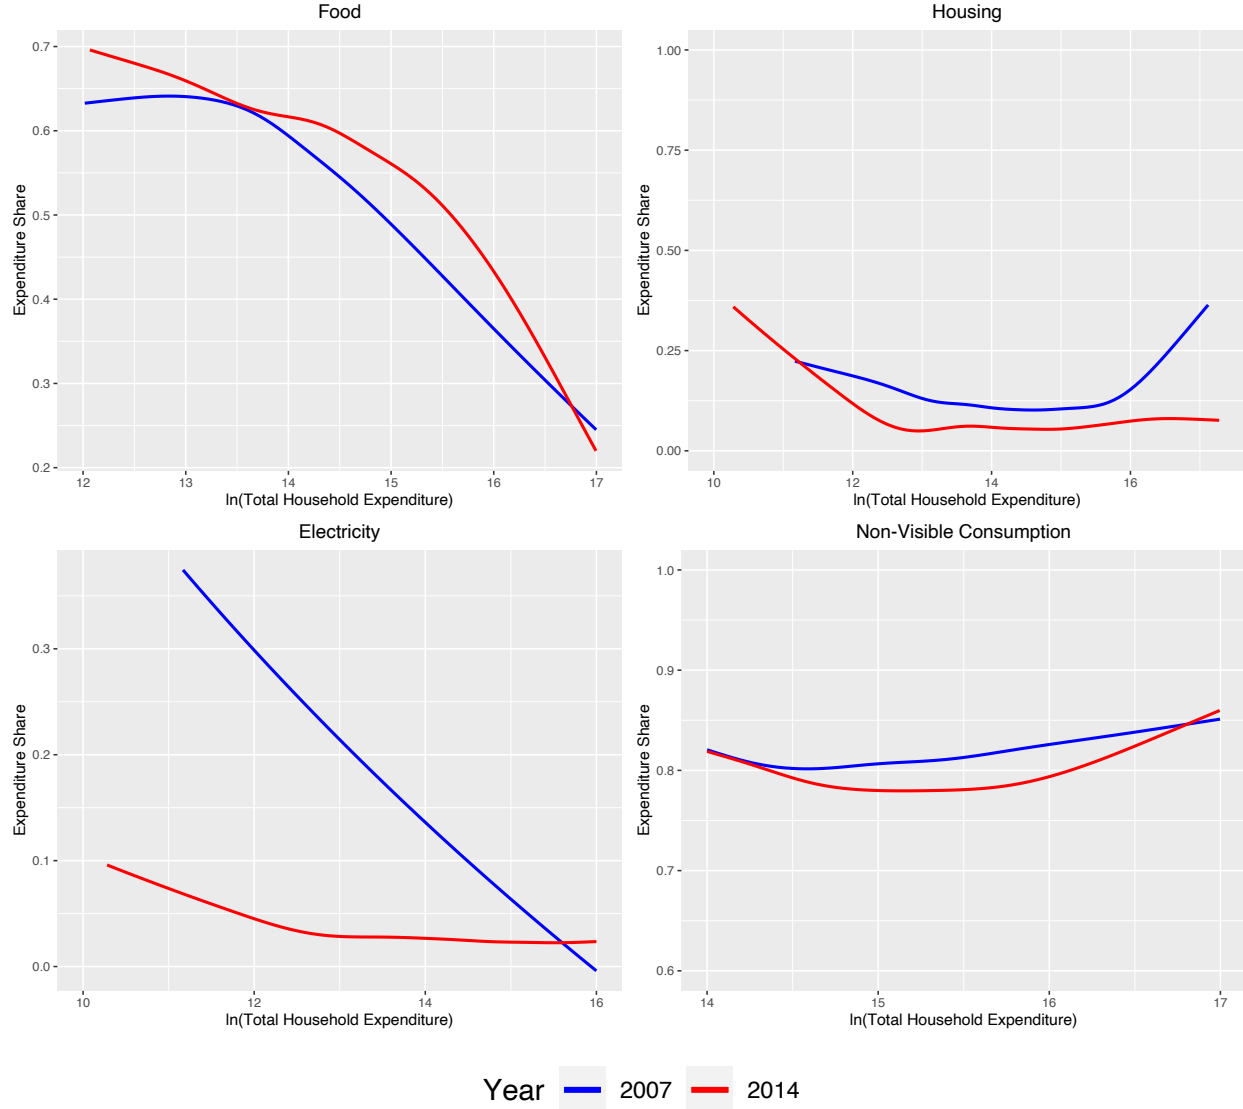 Food
Expenditure Share
0.7
0.6
0.5
0.4
0.3
0.2
12 13 14 15 16 17
ln(Total Household Expenditure)
Housing
Expenditure Share
1.00
0.75
0.50
0.25
0.00
10 12 14 16
ln(Total Household Expenditure)
Electricity
Expenditure Share
0.3
0.2
0.1
0.0
10 12 14 16
ln(Total Household Expenditure)
Non-Visible Consumption
Expenditure Share
1.0
0.9
0.8
0.7
0.6
14 15 16 17
ln(Total Household Expenditure)
Year 2007 2014